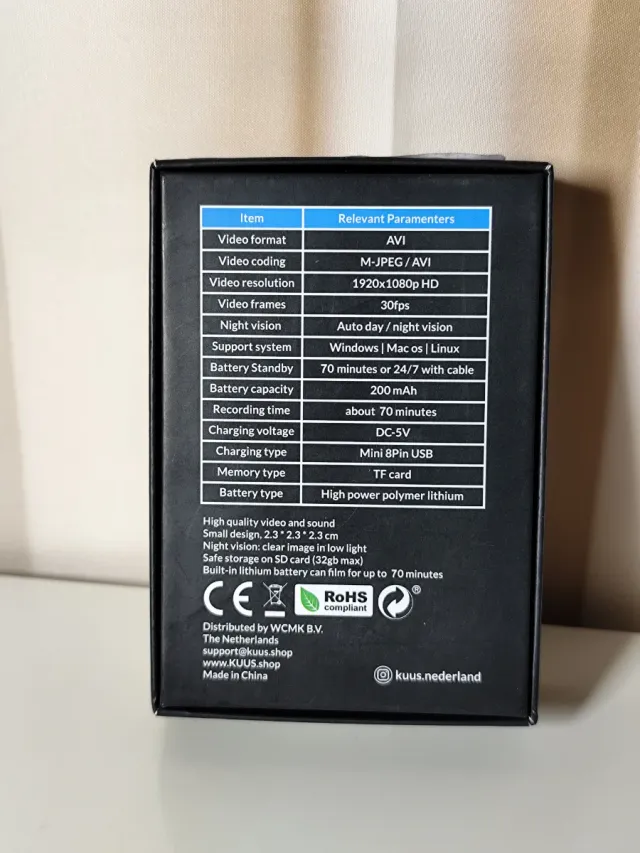 Item Relevant Paramenters
Video format AVI
Video coding M-JPEG / AVI
Video resolution 1920x1080p HD
Video frames 30fps
Night vision Auto day / night vision
Support system Windows | Mac os | Linux
Battery Standby 70 minutes or 24/7 with cable
Battery capacity 200 mAh
Recording time about 70 minutes
Charging voltage DC-5V
Charging type Mini 8Pin USB
Memory type TF card
Battery type High power polymer lithium
High quality video and sound
Small design, 2.3 * 2.3 * 2.3 cm
Night vision: clear image in low light
Safe storage on SD card (32gb max)
Built-in lithium battery can film for up to 70 minutes
CE RoHS compliant ®
Distributed by WCMK B.V.
The Netherlands
support@kuus.shop
www.KUUS.shop
Made in China
kuus.nederland